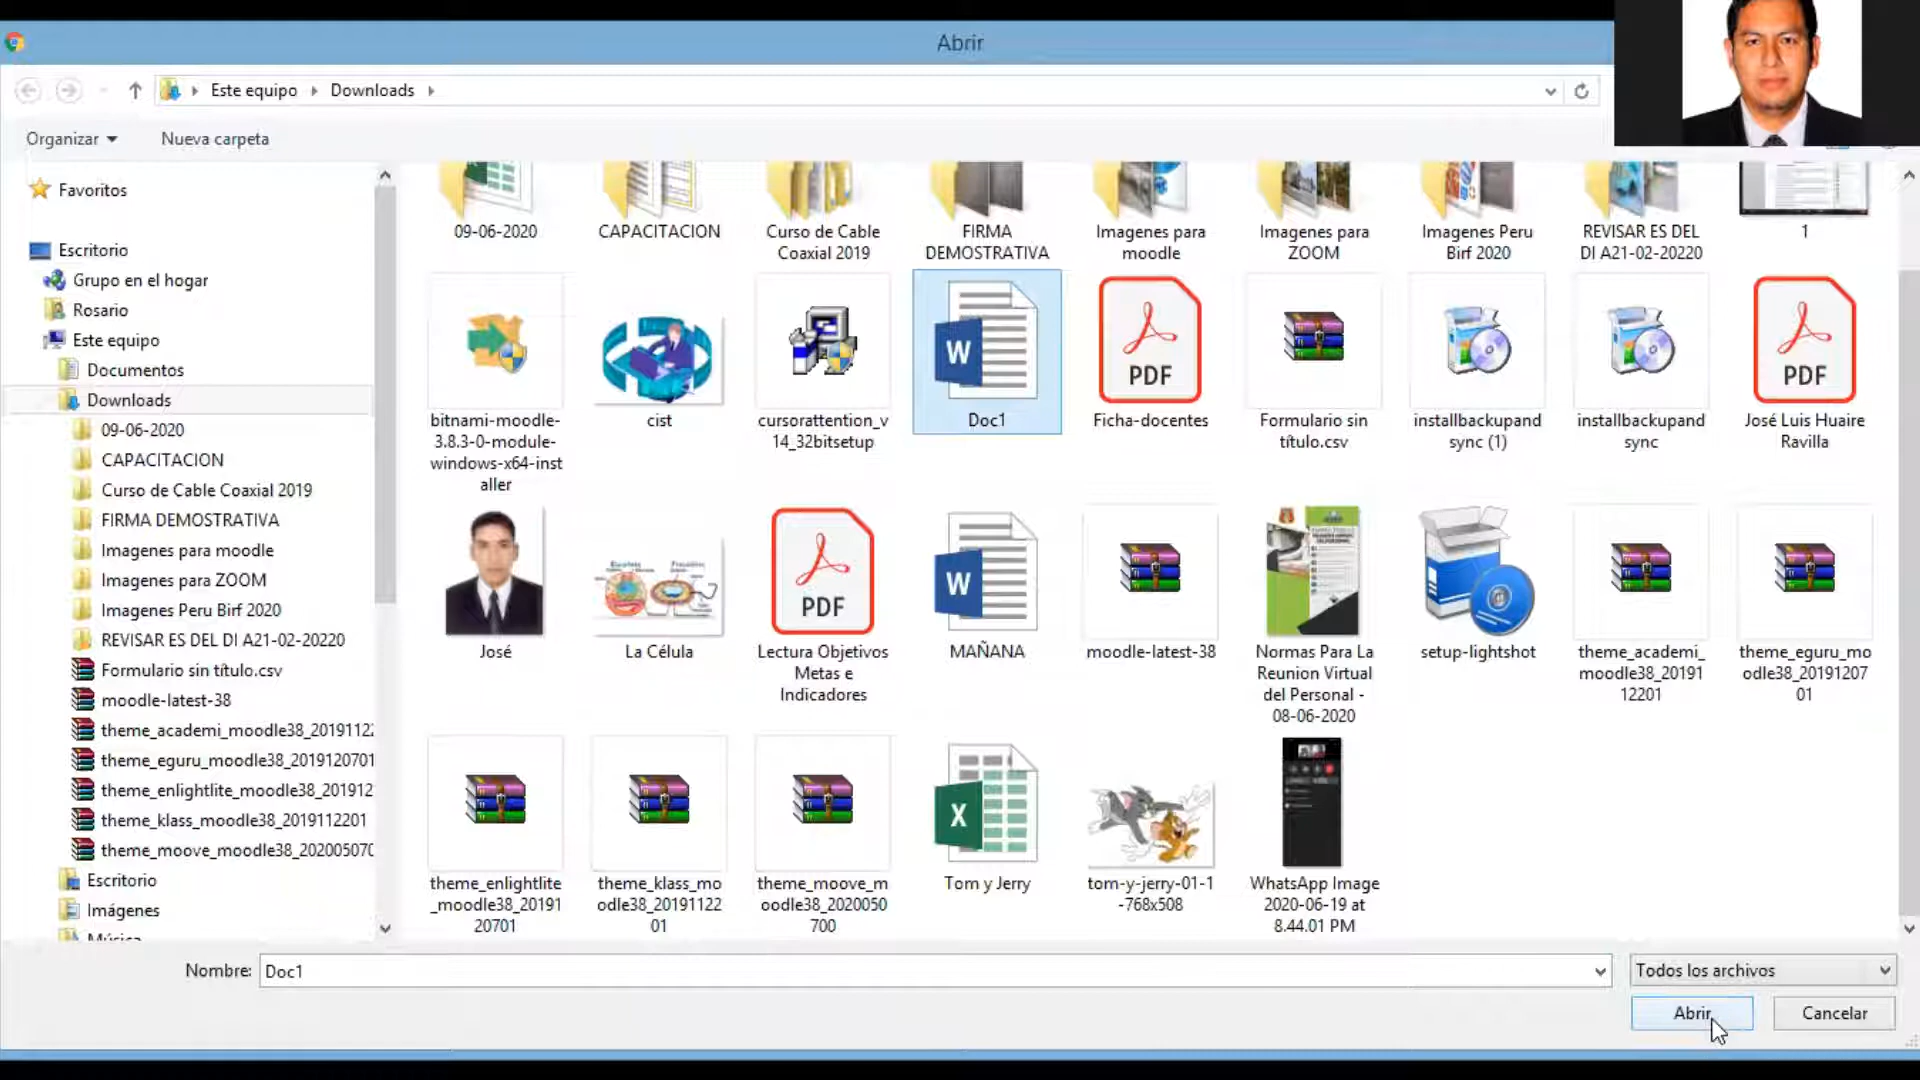 Abrir
Este equipo
Downloads
Organizar
Nueva carpeta
Favoritos
Escritorio
Grupo en el hogar
Rosario
Este equipo
Documentos
Downloads
09-06-2020
CAPACITACION
Curso de Cable Coaxial 2019
FIRMA DEMOSTRATIVA
Imagenes para moodle
Imagenes para ZOOM
Imagenes Peru Birf 2020
REVISAR ES DEL DI A21-02-20220
Formulario sin título.csv
moodle-latest-38
theme_academi_moodle38_2019112
theme_eguru_moodle38_2019120701
theme_enlightlite_moodle38_201912
theme_klass_moodle38_2019112201
theme_moove_moodle38_202005070
Escritorio
Imágenes
Música
09-06-2020
CAPACITACION
Curso de Cable
Coaxial 2019
FIRMA
DEMOSTRATIVA
Imagenes para
moodle
Imagenes para
ZOOM
Imagenes Peru
Birf 2020
REVISAR ES DEL
DI A21-02-20220
1
bitnami-moodle-
3.8.3-0-module-
windows-x64-inst
aller
cist
cursorattention_v
14_32bitsetup
W
Doc1
PDF
Ficha-docentes
Formulario sin
título.csv
installbackupand
sync (1)
installbackupand
sync
PDF
José Luis Huaire
Ravilla
José
La Célula
PDF
Lectura Objetivos
Metas e
Indicadores
W
MAÑANA
moodle-latest-38
Normas Para La
Reunion Virtual
del Personal -
08-06-2020
setup-lightshot
theme_academi_
moodle38_20191
12201
theme_eguru_mo
odle38_20191207
01
theme_enlightlite
_moodle38_20191
20701
theme_klass_mo
odle38_20191122
01
theme_moove_m
oodle38_2020050
700
X
Tom y Jerry
tom-y-jerry-01-1
-768x508
WhatsApp Image
2020-06-19 at
8.44.01 PM
Nombre:
Doc1
Todos los archivos
Abrir
Cancelar